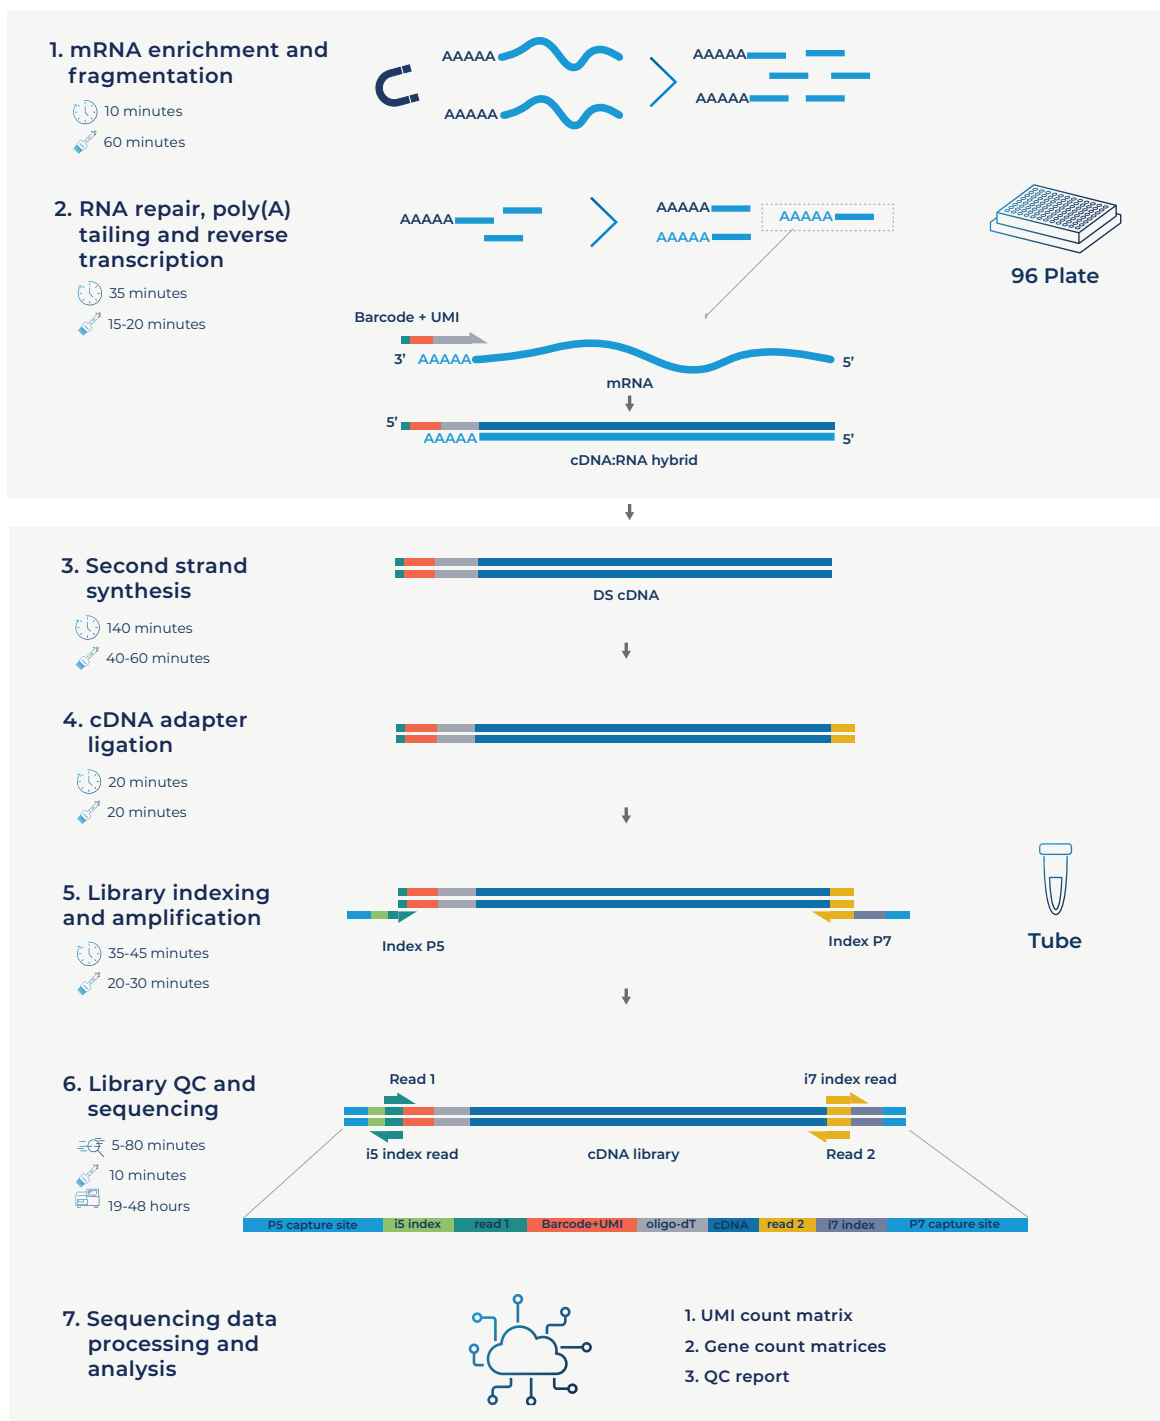 1. mRNA enrichment and
fragmentation
10 minutes
60 minutes
AAAAA
AAAAA
AAAAA
AAAAA
2. RNA repair, poly(A)
tailing and reverse
transcription
35 minutes
15-20 minutes
AAAAA
AAAAA
AAAAA
AAAAA
96 Plate
Barcode + UMI
3’ AAAAA
5’
mRNA
5’
AAAAA
5’
cDNA:RNA hybrid
3. Second strand
synthesis
140 minutes
40-60 minutes
DS cDNA
4. cDNA adapter
ligation
20 minutes
20 minutes
5. Library indexing
and amplification
35-45 minutes
20-30 minutes
Index P5
Index P7
Tube
6. Library QC and
sequencing
5-80 minutes
10 minutes
19-48 hours
Read 1
i7 index read
i5 index read
cDNA library
Read 2
P5 capture site
i5 index
read 1
Barcode+UMI
oligo-dT
cDNA
read 2
i7 index
P7 capture site
7. Sequencing data
processing and
analysis
1. UMI count matrix
2. Gene count matrices
3. QC report